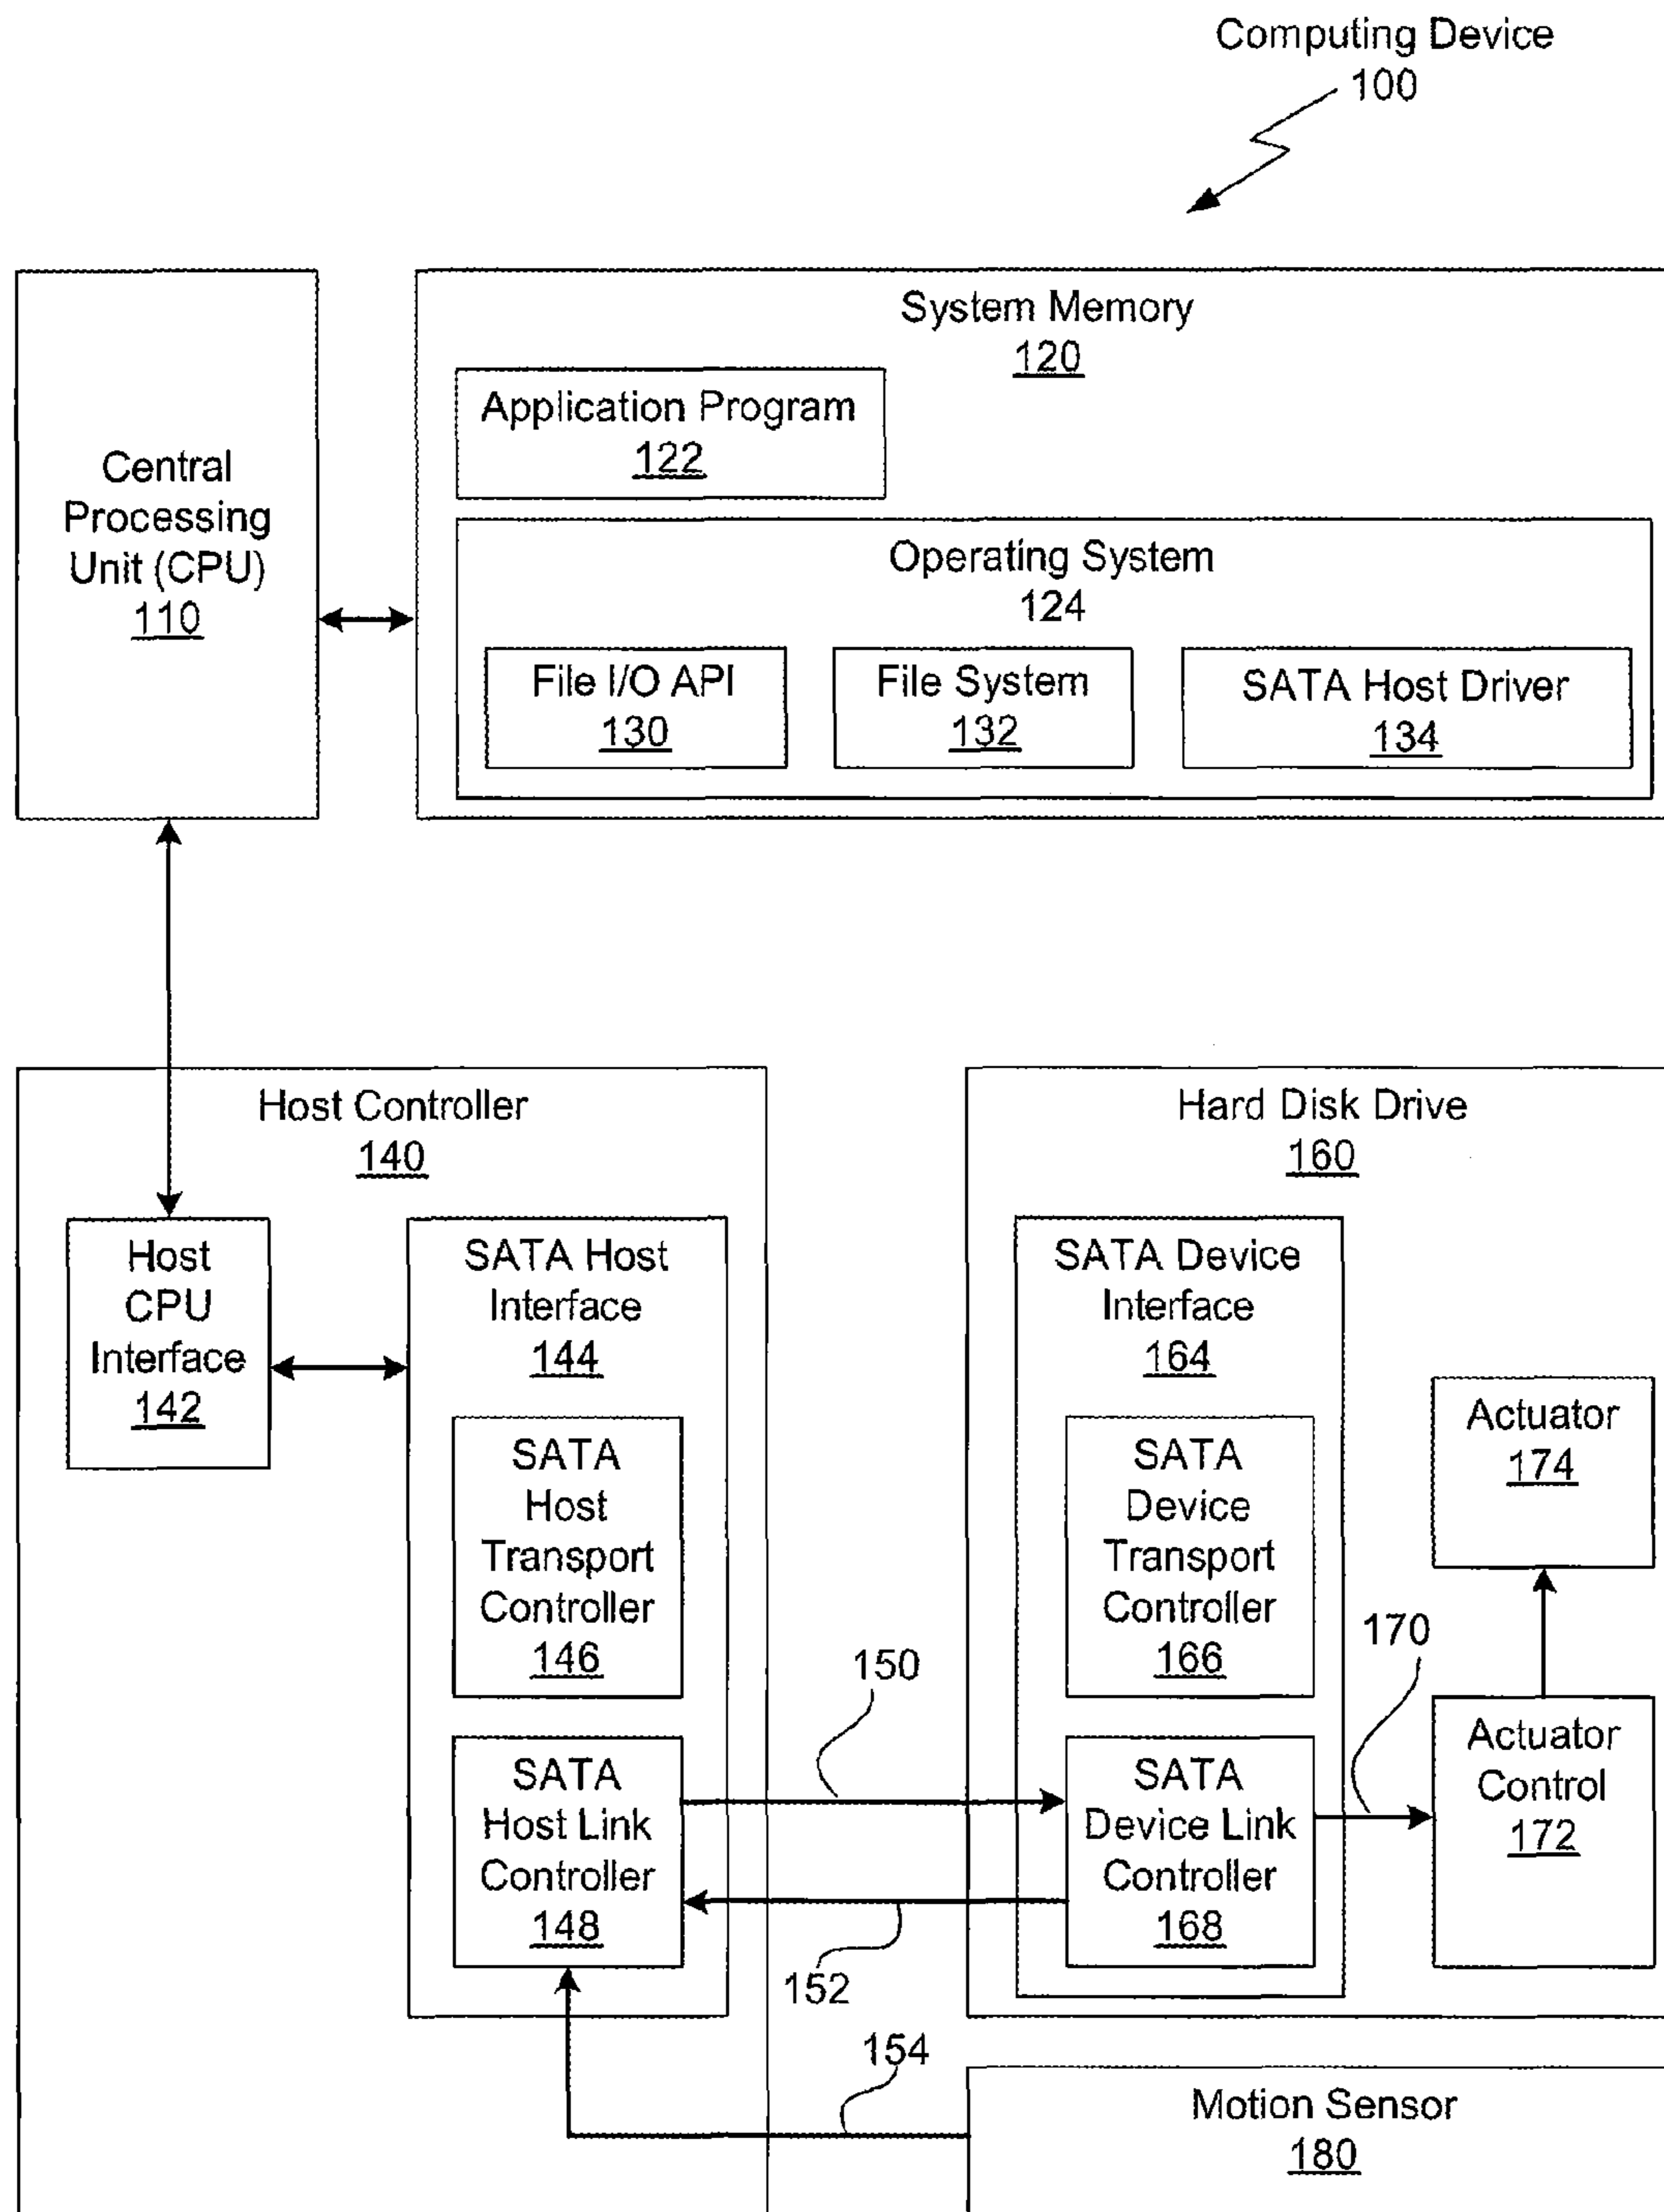 Computing Device
100
System Memory
120
Application Program
122
Central
Processing
Unit (CPU)
110
Operating System
124
File I/O API
130
File System
132
SATA Host Driver
134
Host Controller
140
Host
CPU
Interface
142
SATA Host
Interface
144
SATA
Host
Transport
Controller
146
SATA
Host Link
Controller
148
150
152
154
Hard Disk Drive
160
SATA Device
Interface
164
SATA
Device
Transport
Controller
166
SATA
Device Link
Controller
168
170
Actuator
174
Actuator
Control
172
Motion Sensor
180